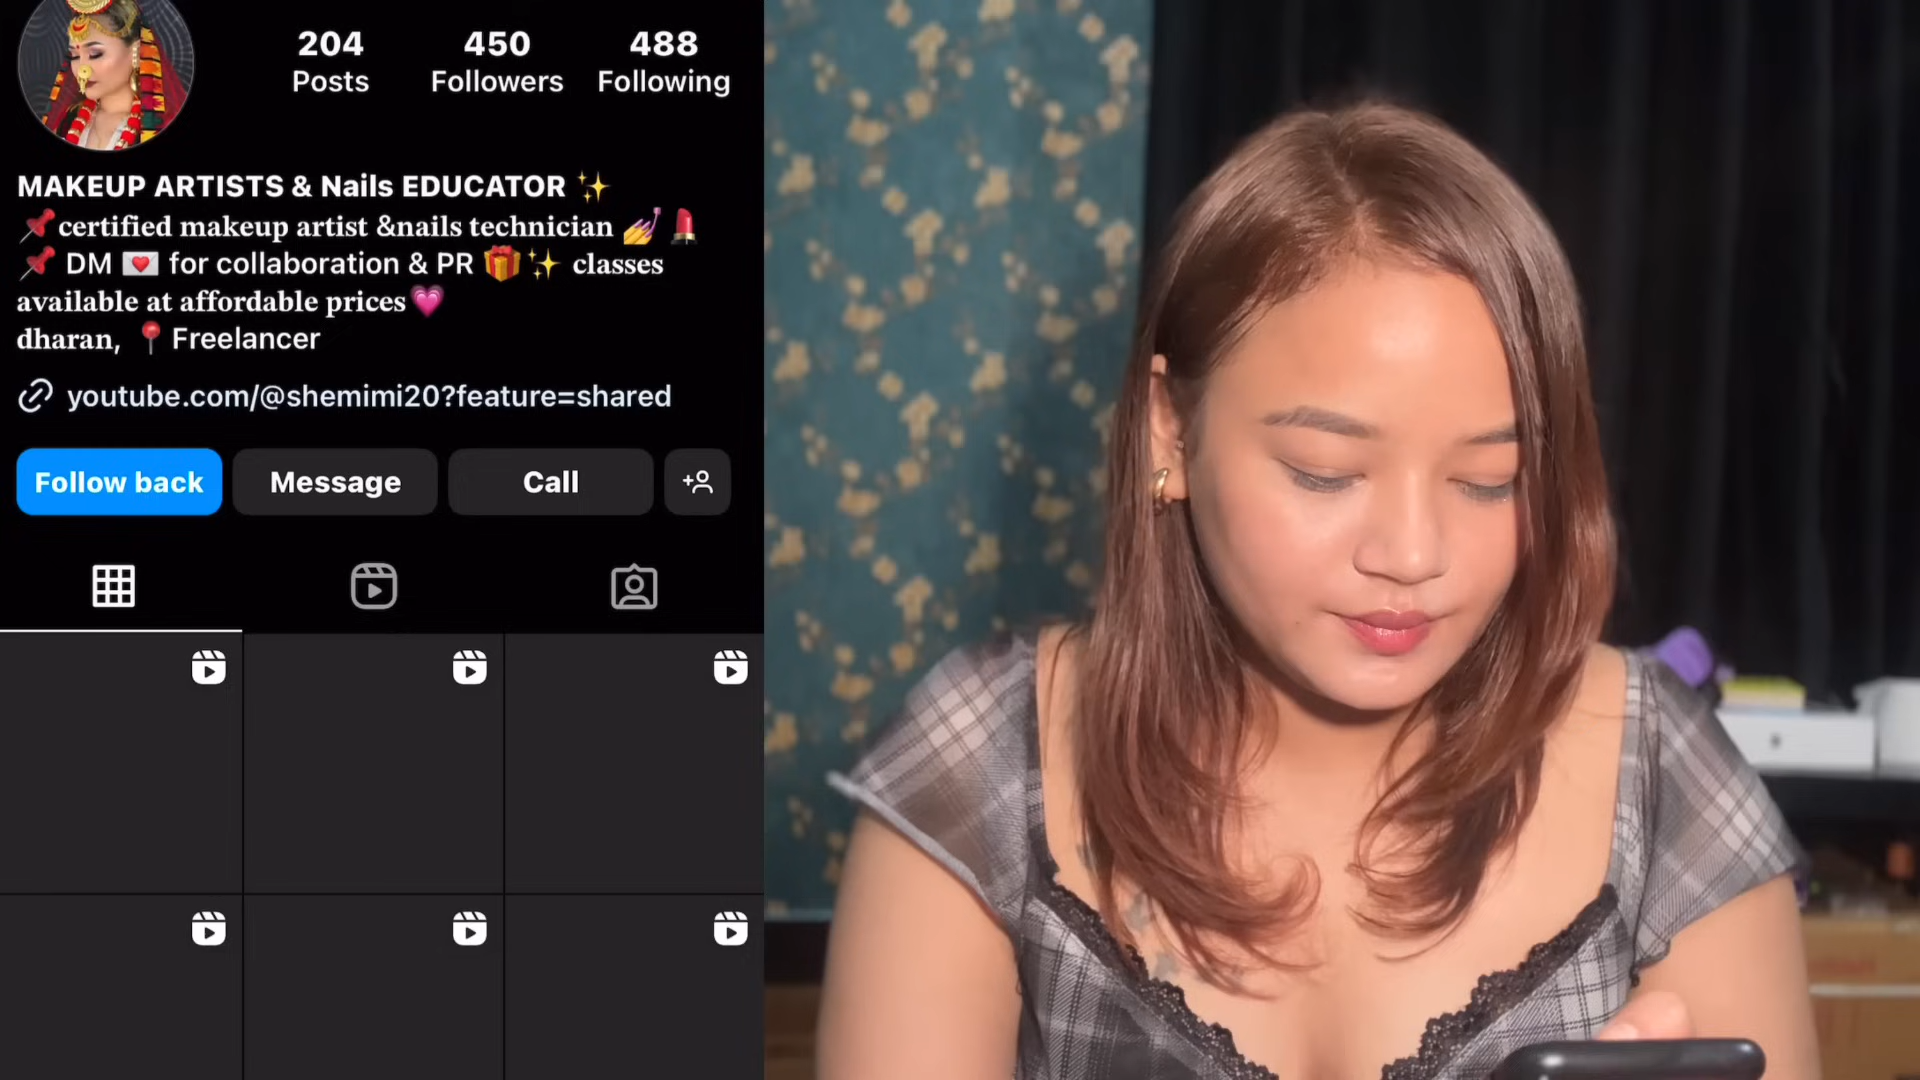 204 450 488
Posts Followers Following
MAKEUP ARTISTS & Nails EDUCATOR ✨
📌certified makeup artist &nails technician 💅💄
📌 DM 💌 for collaboration & PR 🎁✨ classes
available at affordable prices💗
dharan, 📍Freelancer
youtube.com/@shemimi20?feature=shared
Follow back Message Call